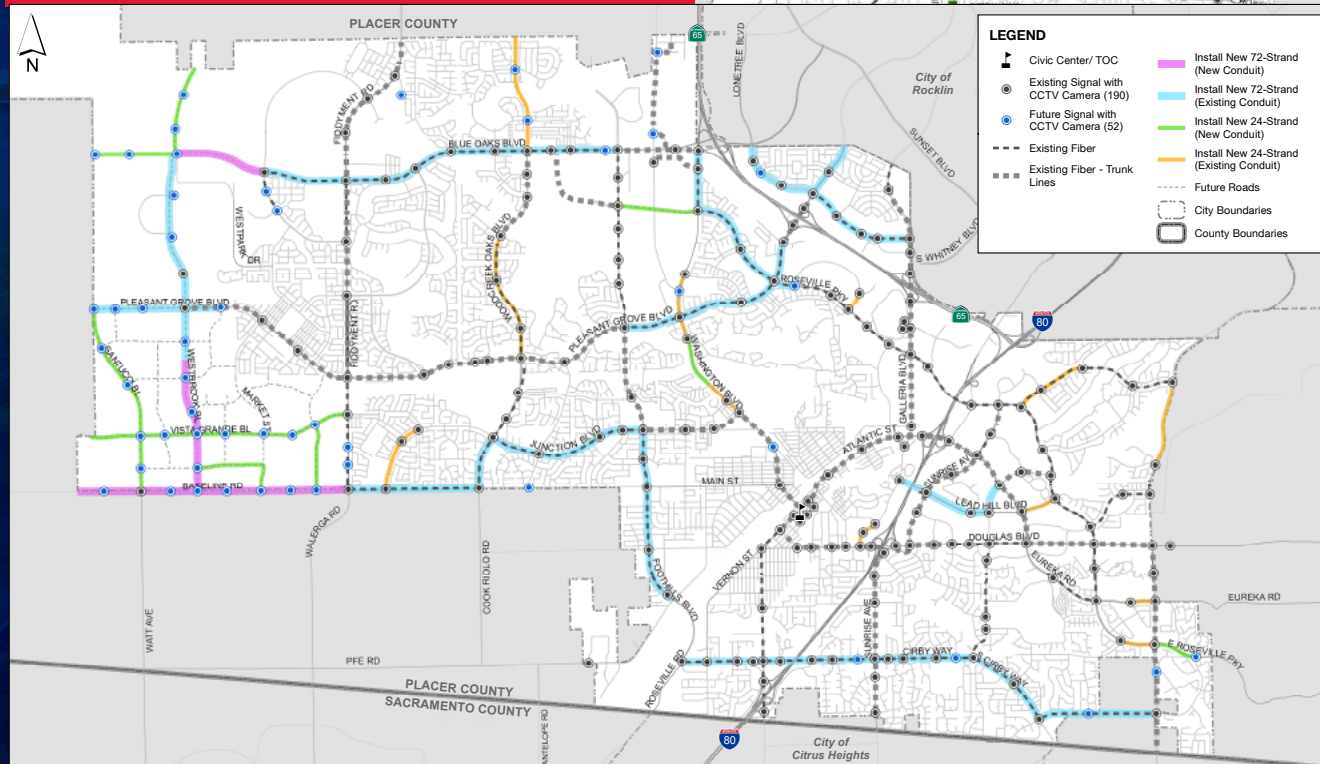 PLACER COUNTY
N
65
LONETREE BLVD
City of
Rocklin
SUNSET BLVD
S WHITNEY BLVD
LEGEND
Civic Center/ TOC
Existing Signal with
CCTV Camera (190)
Future Signal with
CCTV Camera (52)
Existing Fiber
Existing Fiber - Trunk
Lines
Install New 72-Strand
(New Conduit)
Install New 72-Strand
(Existing Conduit)
Install New 24-Strand
(New Conduit)
Install New 24-Strand
(Existing Conduit)
Future Roads
City Boundaries
County Boundaries
FIDDYMENT RD
BLUE OAKS BLVD
WESTPARK
DR
WOODCREEK OAKS BLVD
ROSEVILLE PKY
65
80
PLEASANT GROVE BLVD
FIDDYMENT RD
PLEASANT GROVE BLVD
SANTUCCI BL
WESTBROOK BL
MARKET ST
WASHINGTON BLVD
GALLERIA BLVD
VISTA GRANDE BL
JUNCTION BLVD
ATLANTIC ST
SUNRISE AVE
BASELINE RD
MAIN ST
LEAD HILL BLVD
WALERGA RD
DOUGLAS BLVD
COOK RIOLO RD
FOOTHILLS BLVD
VERNON ST
EUREKA RD
EUREKA RD
WATT AVE
SUNRISE AVE
CIRBY WAY
S CIRBY WAY
E ROSEVILLE PKY
PFE RD
ROSEVILLE RD
PLACER COUNTY
SACRAMENTO COUNTY
ANTELOPE RD
80
City of
Citrus Heights